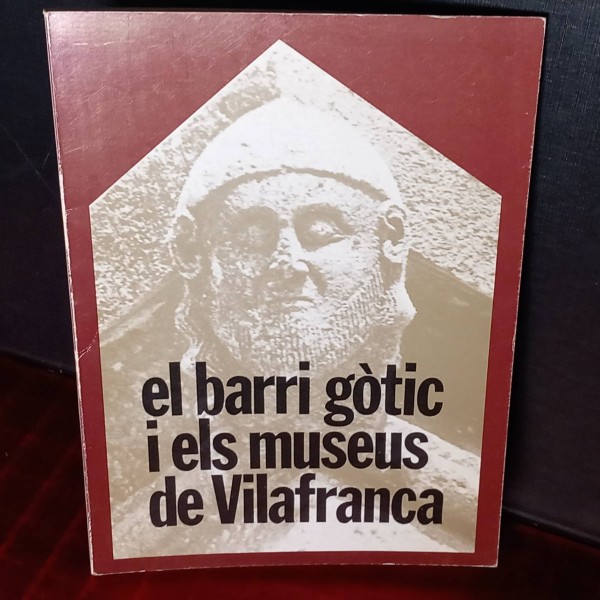 el barri gòtic
i els museus
de Vilafranca